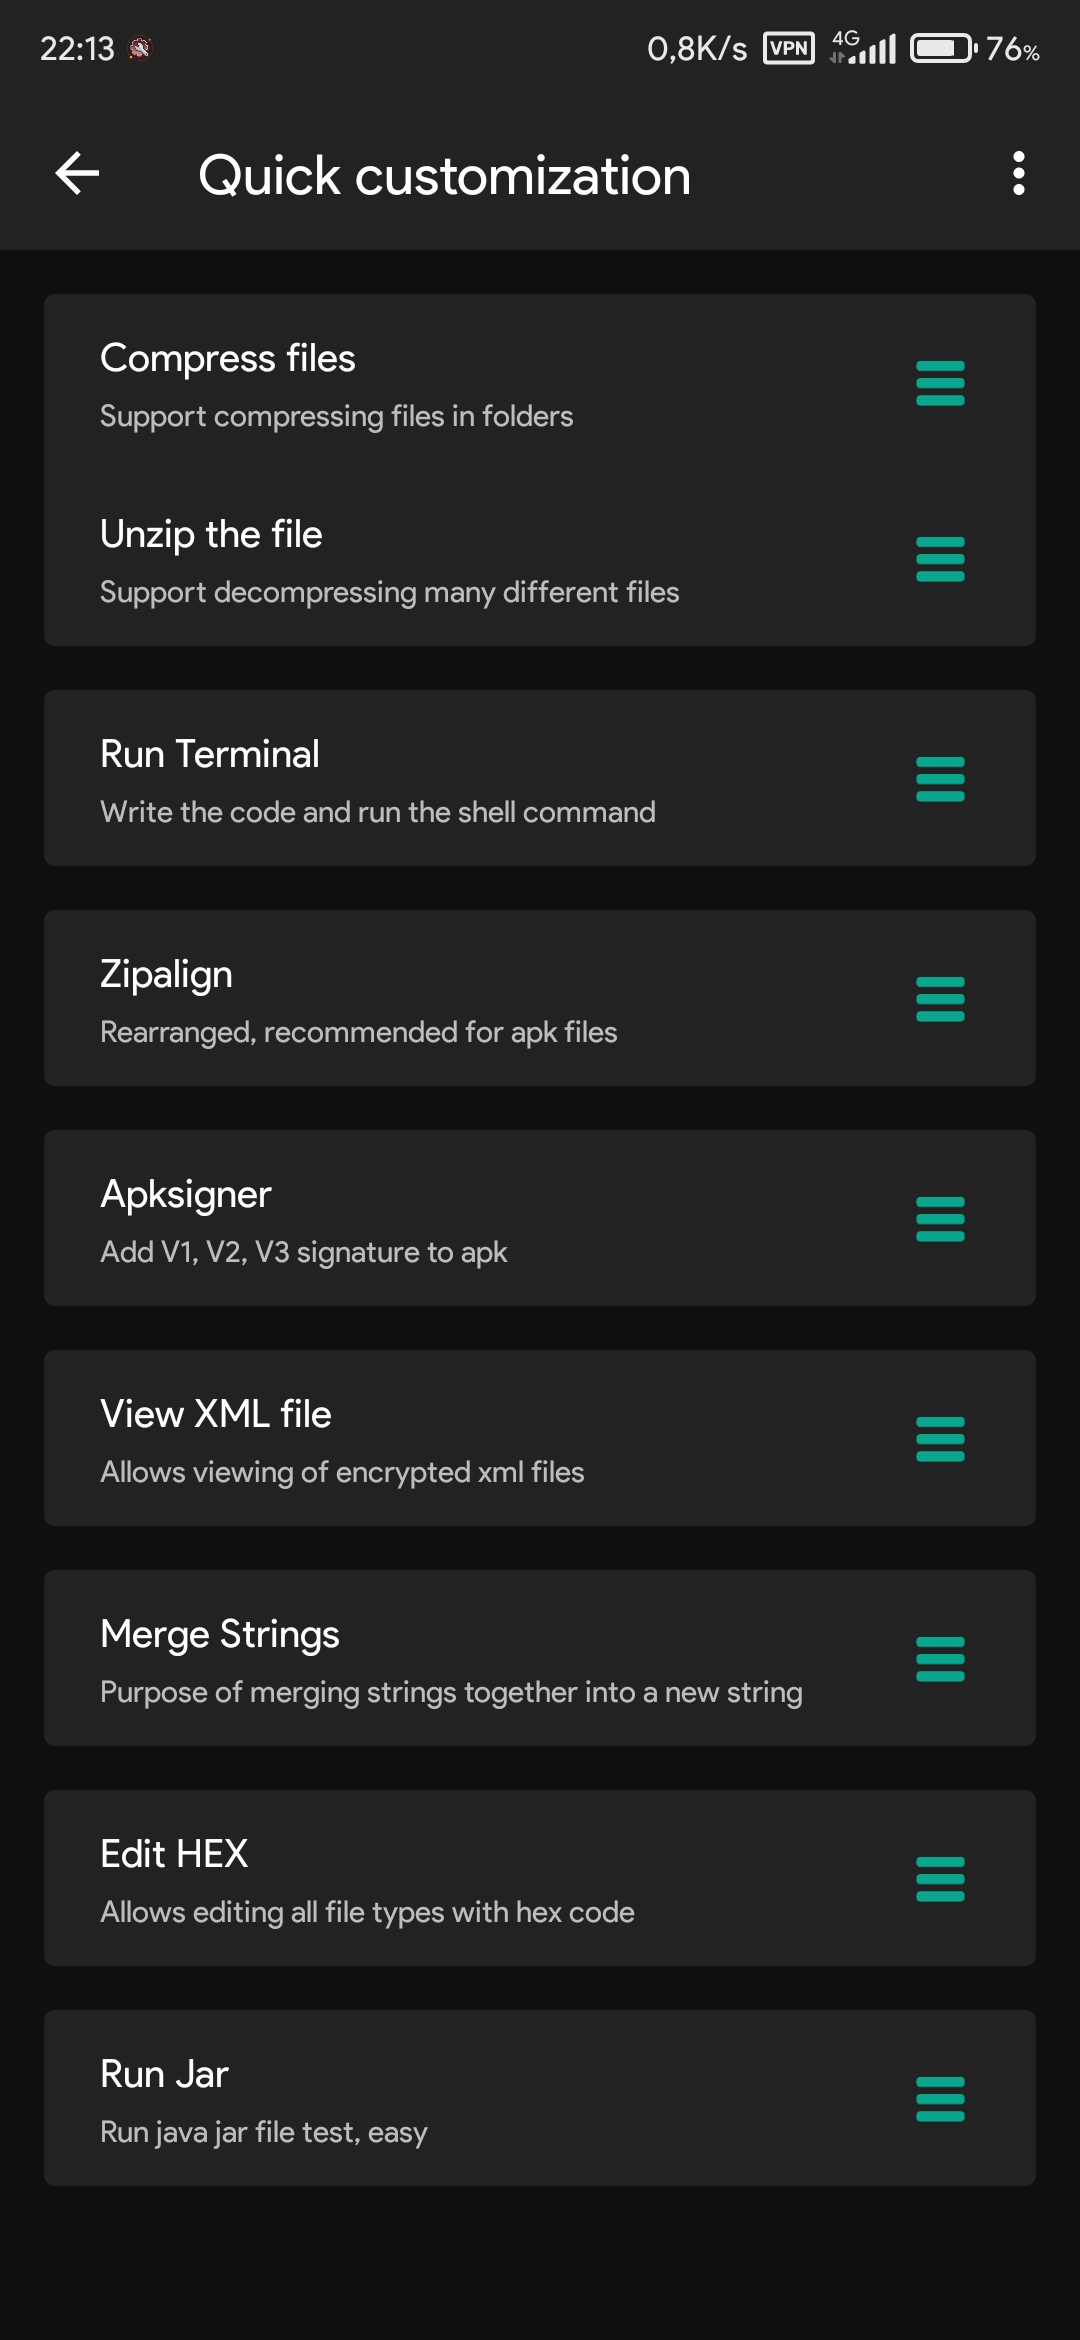 22:13 0,8K/s VPN 4G 76%
Quick customization
Compress files
Support compressing files in folders
Unzip the file
Support decompressing many different files
Run Terminal
Write the code and run the shell command
Zipalign
Rearranged, recommended for apk files
Apksigner
Add V1, V2, V3 signature to apk
View XML file
Allows viewing of encrypted xml files
Merge Strings
Purpose of merging strings together into a new string
Edit HEX
Allows editing all file types with hex code
Run Jar
Run java jar file test, easy